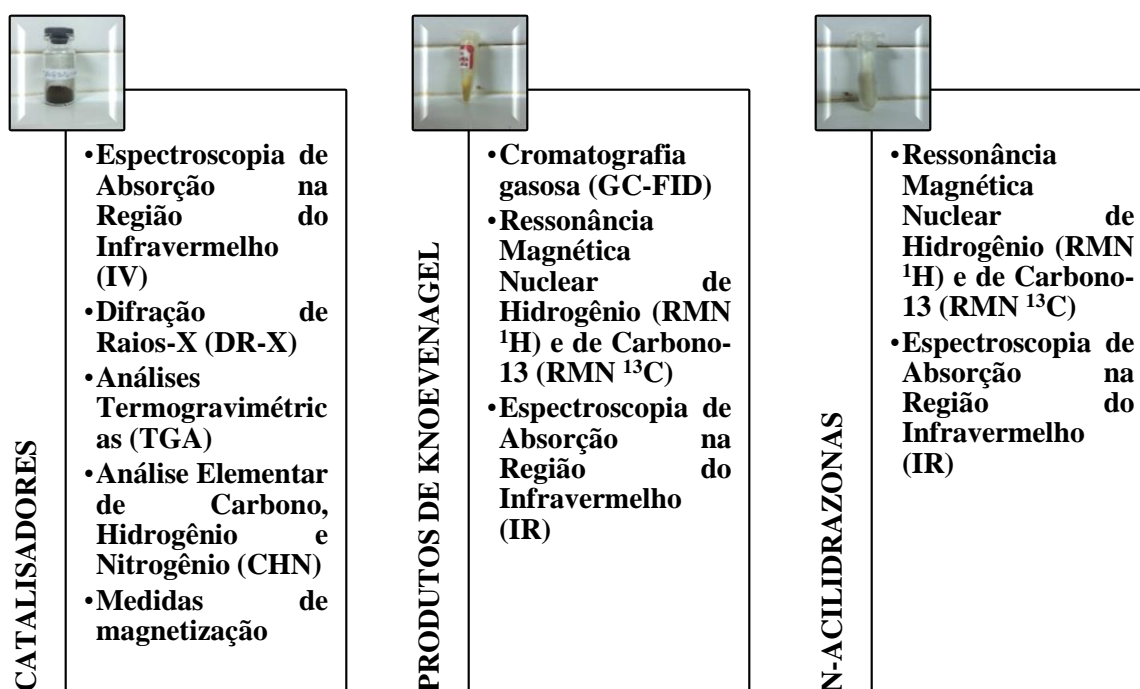 CATALISADORES
•Espectroscopia de
Absorção na
Região do
Infravermelho
(IV)
•Difração de
Raios-X (DR-X)
•Análises
Termogravimétric
as (TGA)
•Análise Elementar
de Carbono,
Hidrogênio e
Nitrogênio (CHN)
•Medidas de
magnetização
PRODUTOS DE KNOEVENAGEL
•Cromatografia
gasosa (GC-FID)
•Ressonância
Magnética
Nuclear de
Hidrogênio (RMN
¹H) e de Carbono-
13 (RMN ¹³C)
•Espectroscopia de
Absorção na
Região do
Infravermelho
(IR)
N-ACILIDRAZONAS
•Ressonância
Magnética
Nuclear de
Hidrogênio (RMN
¹H) e de Carbono-
13 (RMN ¹³C)
•Espectroscopia de
Absorção na
Região do
Infravermelho
(IR)